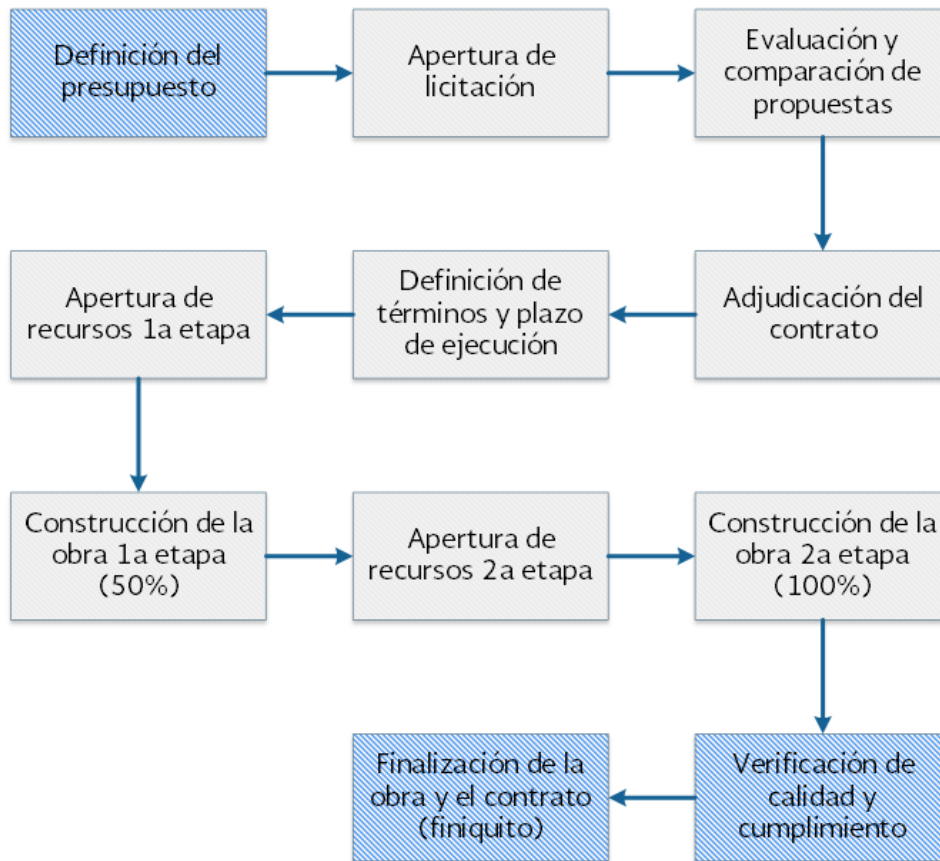 Definición del
presupuesto
Apertura de
licitación
Evaluación y
comparación de
propuestas
Adjudicación del
contrato
Definición de
términos y plazo
de ejecución
Apertura de
recursos 1a etapa
Construcción de la
obra 1a etapa
(50%)
Apertura de
recursos 2a etapa
Construcción de la
obra 2a etapa
(100%)
Verificación de
calidad y
cumplimiento
Finalización de la
obra y el contrato
(finiquito)